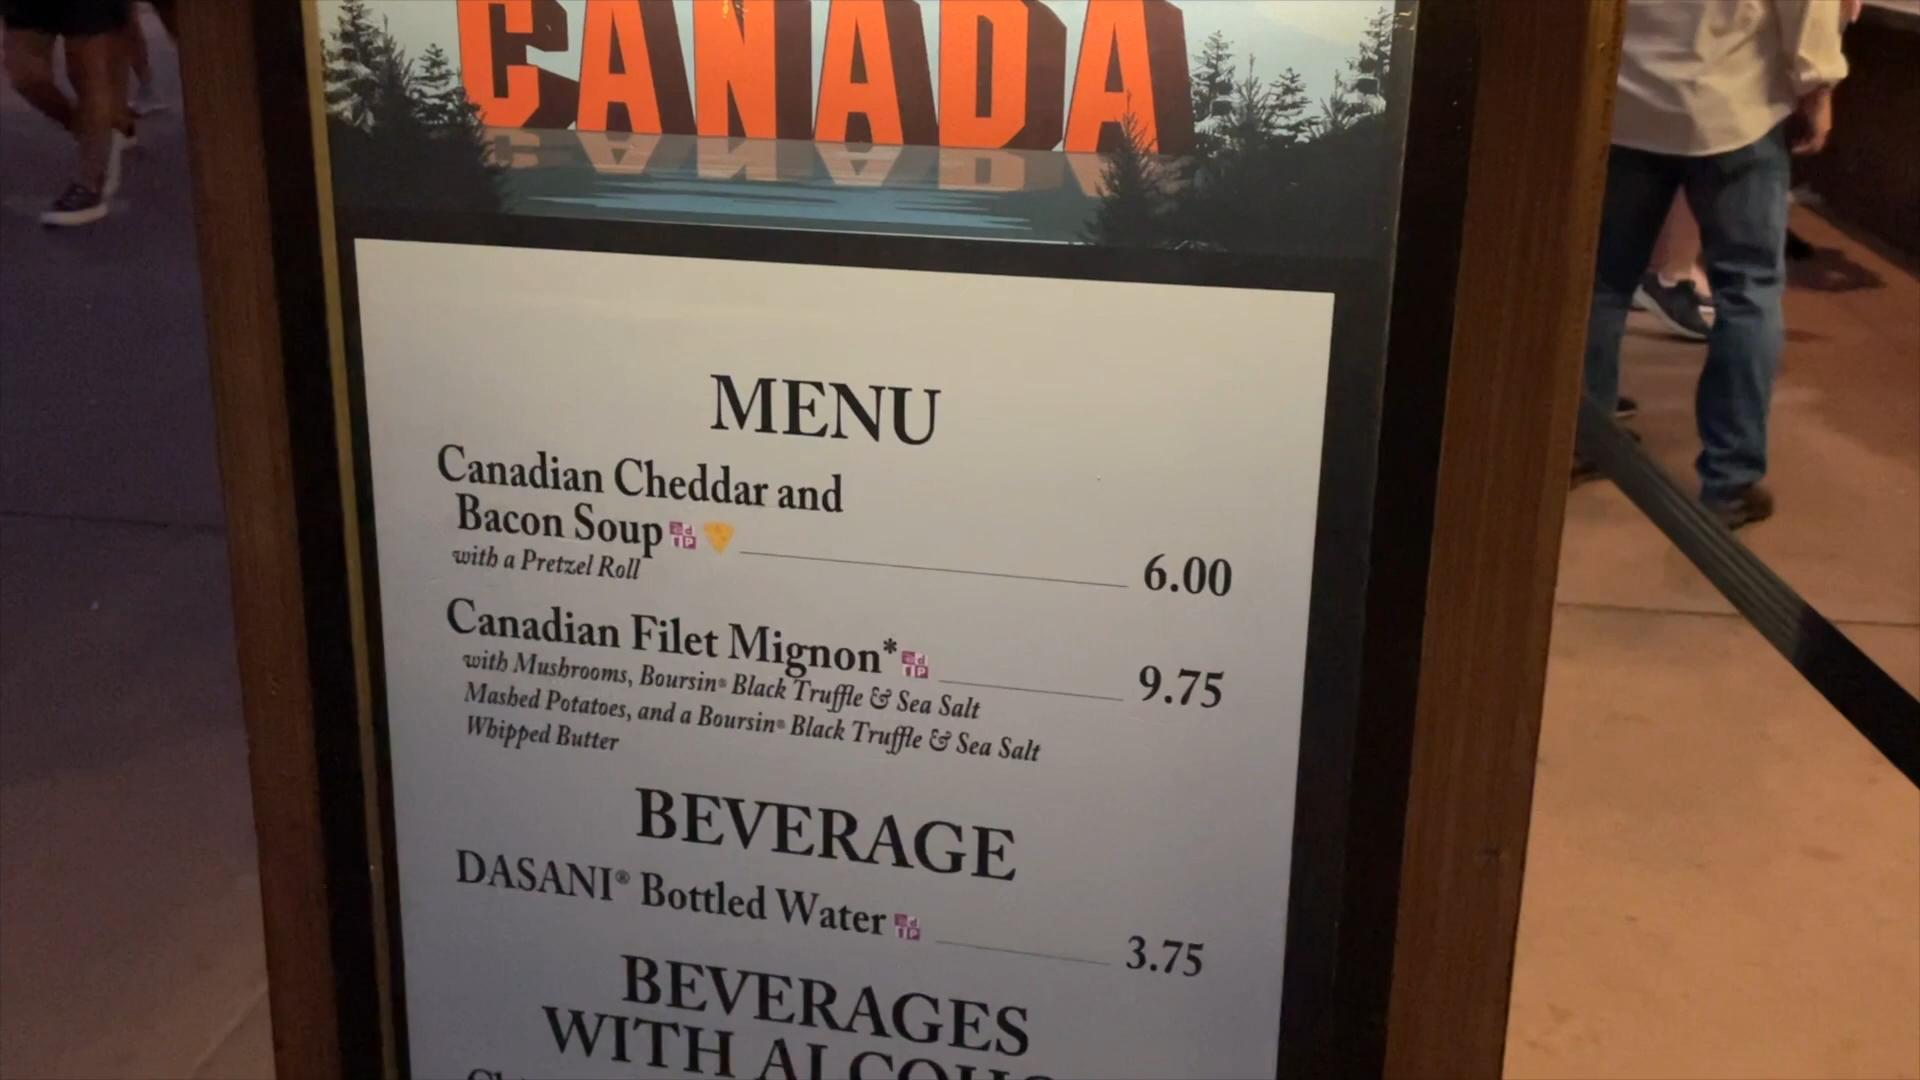 CANADA
MENU
Canadian Cheddar and
Bacon Soup 6.00
with a Pretzel Roll
Canadian Filet Mignon* 9.75
with Mushrooms, Boursin® Black Truffle & Sea Salt
Mashed Potatoes, and a Boursin® Black Truffle & Sea Salt
Whipped Butter
BEVERAGE
DASANI® Bottled Water 3.75
BEVERAGES
WITH